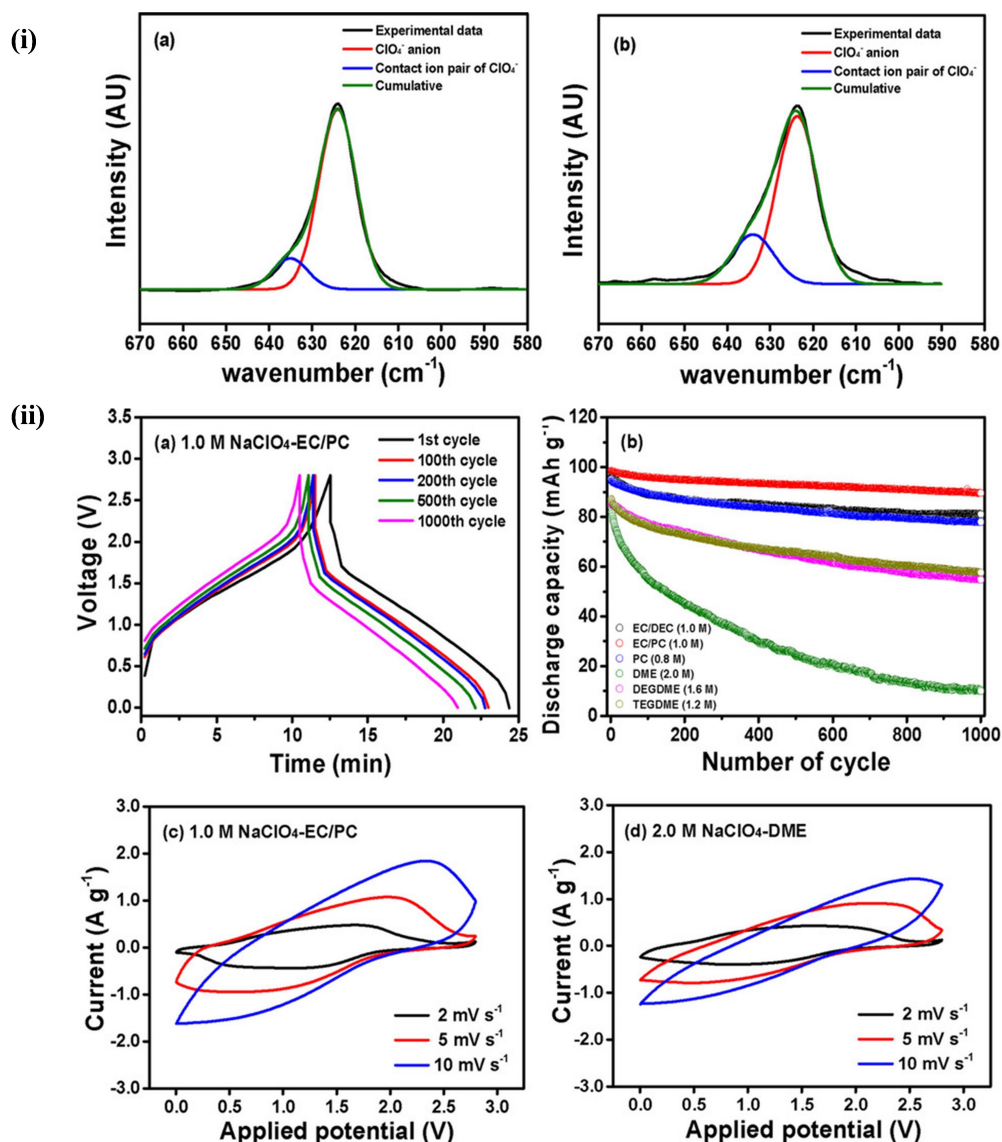 (i)
(a)
Experimental data
ClO₄⁻ anion
Contact ion pair of ClO₄⁻
Cumulative
Intensity (AU)
670 660 650 640 630 620 610 600 590 580
wavenumber (cm⁻¹)
(b)
Experimental data
ClO₄⁻ anion
Contact ion pair of ClO₄⁻
Cumulative
Intensity (AU)
670 660 650 640 630 620 610 600 590 580
wavenumber (cm⁻¹)
(ii)
(a) 1.0 M NaClO₄-EC/PC
1st cycle
100th cycle
200th cycle
500th cycle
1000th cycle
Voltage (V)
3.5
3.0
2.5
2.0
1.5
1.0
0.5
0.0
0 5 10 15 20 25
Time (min)
(b)
Discharge capacity (mAh g⁻¹)
120
100
80
60
40
20
0
EC/DEC (1.0 M)
EC/PC (1.0 M)
PC (0.8 M)
DME (2.0 M)
DEGDME (1.6 M)
TEGDME (1.2 M)
0 200 400 600 800 1000
Number of cycle
(c) 1.0 M NaClO₄-EC/PC
Current (A g⁻¹)
3.0
2.0
1.0
0.0
-1.0
-2.0
-3.0
2 mV s⁻¹
5 mV s⁻¹
10 mV s⁻¹
0.0 0.5 1.0 1.5 2.0 2.5 3.0
Applied potential (V)
(d) 2.0 M NaClO₄-DME
Current (A g⁻¹)
3.0
2.0
1.0
0.0
-1.0
-2.0
-3.0
2 mV s⁻¹
5 mV s⁻¹
10 mV s⁻¹
0.0 0.5 1.0 1.5 2.0 2.5 3.0
Applied potential (V)